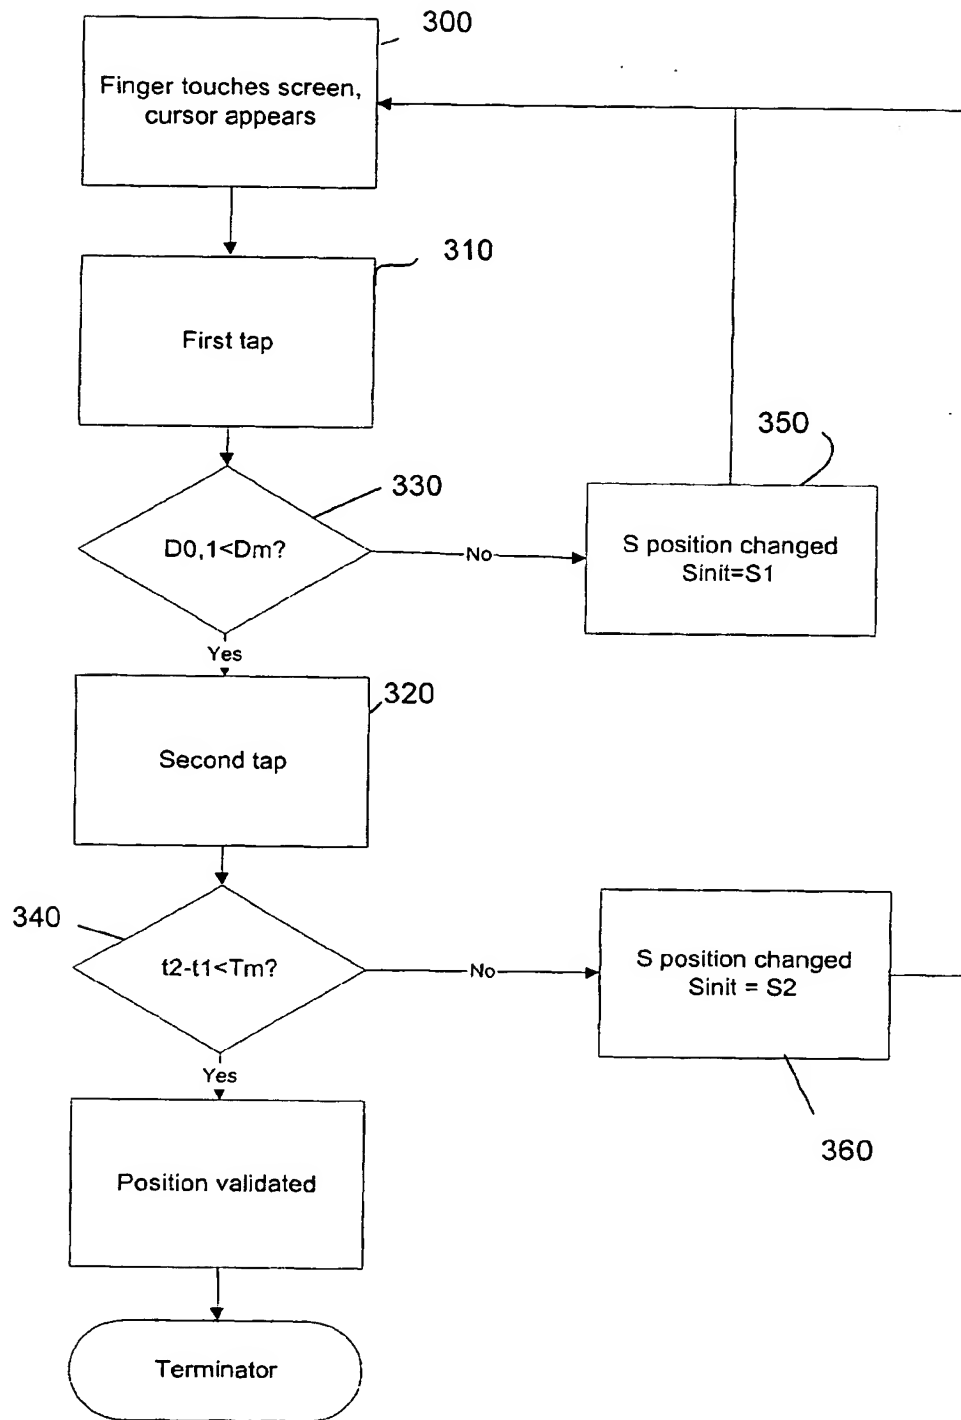 300
Finger touches screen,
cursor appears
310
First tap
330
D0,1<Dm?
No
350
S position changed
Sinit=S1
Yes
320
Second tap
340
t2-t1<Tm?
No
S position changed
Sinit = S2
360
Yes
Position validated
Terminator